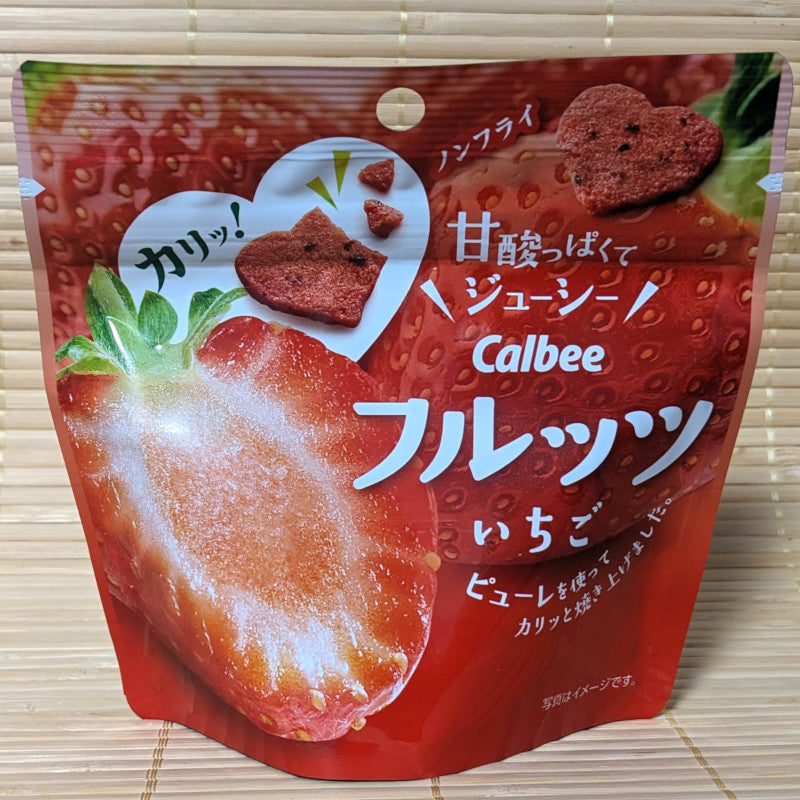 ノンフライ
カリッ!
甘酸っぱくて
ジューシー
Calbee
フルッツ
いちご
ピューレを使って
カリッと焼き上げました。
写真はイメージです。